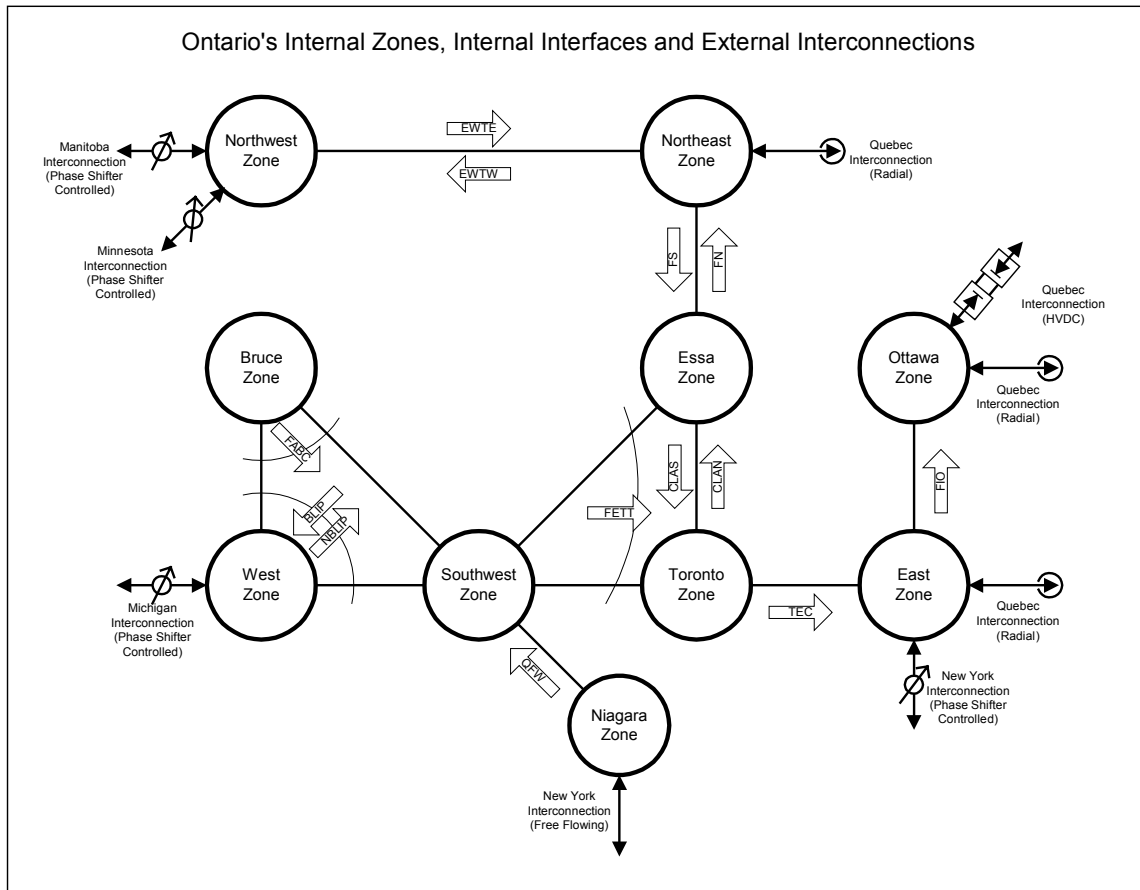 Ontario's Internal Zones, Internal Interfaces and External Interconnections
Manitoba
Interconnection
(Phase Shifter
Controlled)
Northwest
Zone
EWTE
EWTW
Northeast
Zone
Quebec
Interconnection
(Radial)
Minnesota
Interconnection
(Phase Shifter
Controlled)
FS
FN
Quebec
Interconnection
(HVDC)
Bruce
Zone
Essa
Zone
Ottawa
Zone
Quebec
Interconnection
(Radial)
FABC
CLAS
CLAN
FIO
BLIP
NBLIP
FETT
West
Zone
Southwest
Zone
Toronto
Zone
East
Zone
Michigan
Interconnection
(Phase Shifter
Controlled)
TEC
Quebec
Interconnection
(Radial)
QFW
Niagara
Zone
New York
Interconnection
(Phase Shifter
Controlled)
New York
Interconnection
(Free Flowing)